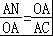 AN/OA = OA/AC